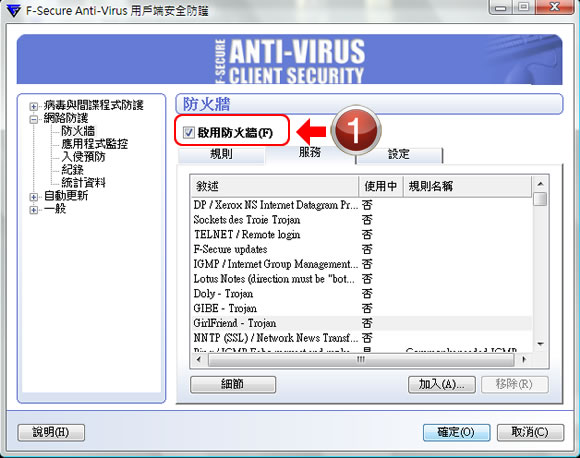 F-Secure Anti-Virus 用戶端安全防護
F-SECURE
ANTI-VIRUS
CLIENT SECURITY
病毒與間諜程式防護
網路防護
防火牆
應用程式監控
入侵預防
紀錄
統計資料
自動更新
一般
防火牆
啟用防火牆(F)
1
規則 服務 設定
敘述 使用中 規則名稱
DP / Xerox NS Internet Datagram Pr... 否
Sockets des Troie Trojan 否
TELNET / Remote login 否
F-Secure updates 否
IGMP / Internet Group Management... 否
Lotus Notes (direction must be "bot... 否
Doly - Trojan 否
GIBE - Trojan 否
GirlFriend - Trojan 否
NNTP (SSL) / Network News Transf... 否
細節 加入(A)... 移除(R)
說明(H) 確定(O) 取消(C)